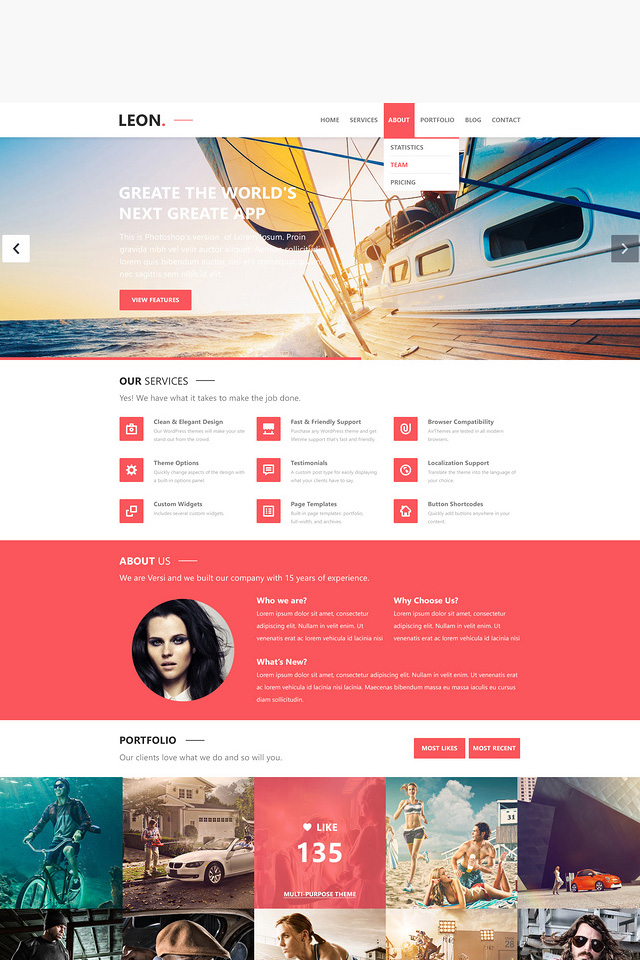 LEON.
HOME SERVICES ABOUT PORTFOLIO BLOG CONTACT
STATISTICS
TEAM
PRICING
GREATE THE WORLD'S
NEXT GREATE APP
This is Photoshop's version of Lorem Ipsum. Proin
gravida nibh vel velit auctor aliquet. Aenean sollicitudin,
lorem quis bibendum auctor, nisi elit consequat
nec sagittis sem nibh id elit.
VIEW FEATURES
OUR SERVICES
Yes! We have what it takes to make the job done.
Clean & Elegant Design
Our WordPress themes will make your site
stand out from the crowd.
Fast & Friendly Support
Purchase any WordPress theme and get
lifetime support that's fast and friendly.
Browser Compatibility
AinThemes are tested in all modern
browsers.
Theme Options
Quickly change aspects of the design with
a built-in options panel.
Testimonials
A custom post type for easily displaying
what your clients have to say.
Localization Support
Translate the theme into the language of
your choice.
Custom Widgets
Includes several custom widgets.
Page Templates
Built-in page templates; portfolio,
full-width, and archives.
Button Shortcodes
Quickly add buttons anywhere in your
content.
ABOUT US
We are Versi and we built our company with 15 years of experience.
Who we are?
Lorem ipsum dolor sit amet, consectetur
adipiscing elit. Nullam in velit enim. Ut
venenatis erat ac lorem vehicula id lacinia nisi
Why Choose Us?
Lorem ipsum dolor sit amet, consectetur
adipiscing elit. Nullam in velit enim. Ut
venenatis erat ac lorem vehicula id lacinia nisi
What's New?
Lorem ipsum dolor sit amet, consectetur adipiscing elit. Nullam in velit enim. Ut venenatis erat
ac lorem vehicula id lacinia nisi lacinia. Maecenas bibendum massa eu massa iaculis eu cursus
diam sollicitudin.
PORTFOLIO
Our clients love what we do and so will you.
MOST LIKES
MOST RECENT
LIKE
135
MULTI-PURPOSE THEME
31
28